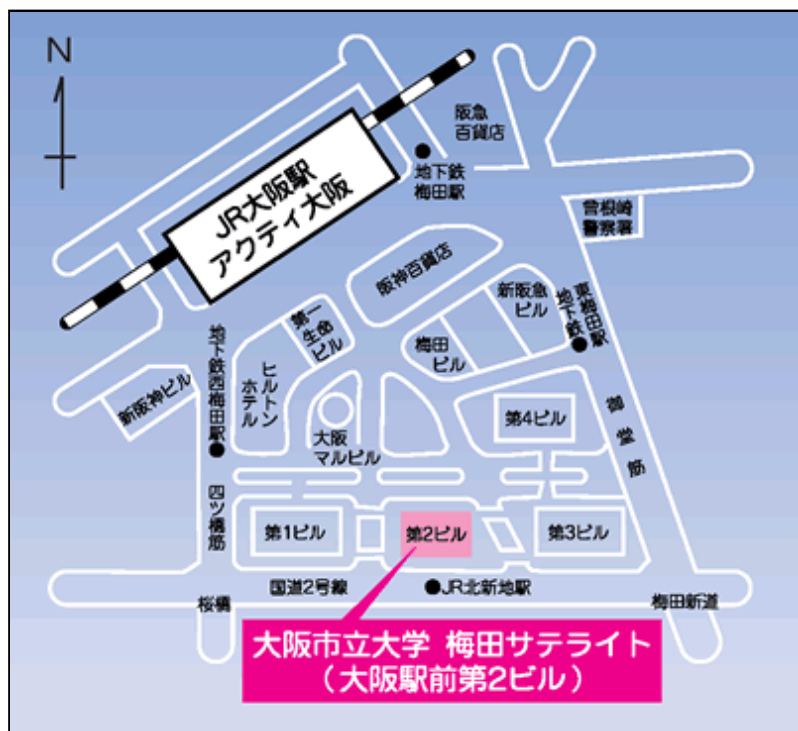 N
阪急
百貨店
地下鉄
梅田駅
JR大阪駅
アクティ大阪
曽根崎
警察署
阪神百貨店
新阪急
ビル
東梅田駅
地下鉄
第一
生命
ビル
梅田
ビル
地下鉄西梅田駅
ヒルトン
ホテル
新阪神ビル
大阪
マルビル
第4ビル
御堂筋
四ツ橋筋
第1ビル
第2ビル
第3ビル
桜橋
国道2号線
JR北新地駅
梅田新道
大阪市立大学 梅田サテライト
（大阪駅前第2ビル）